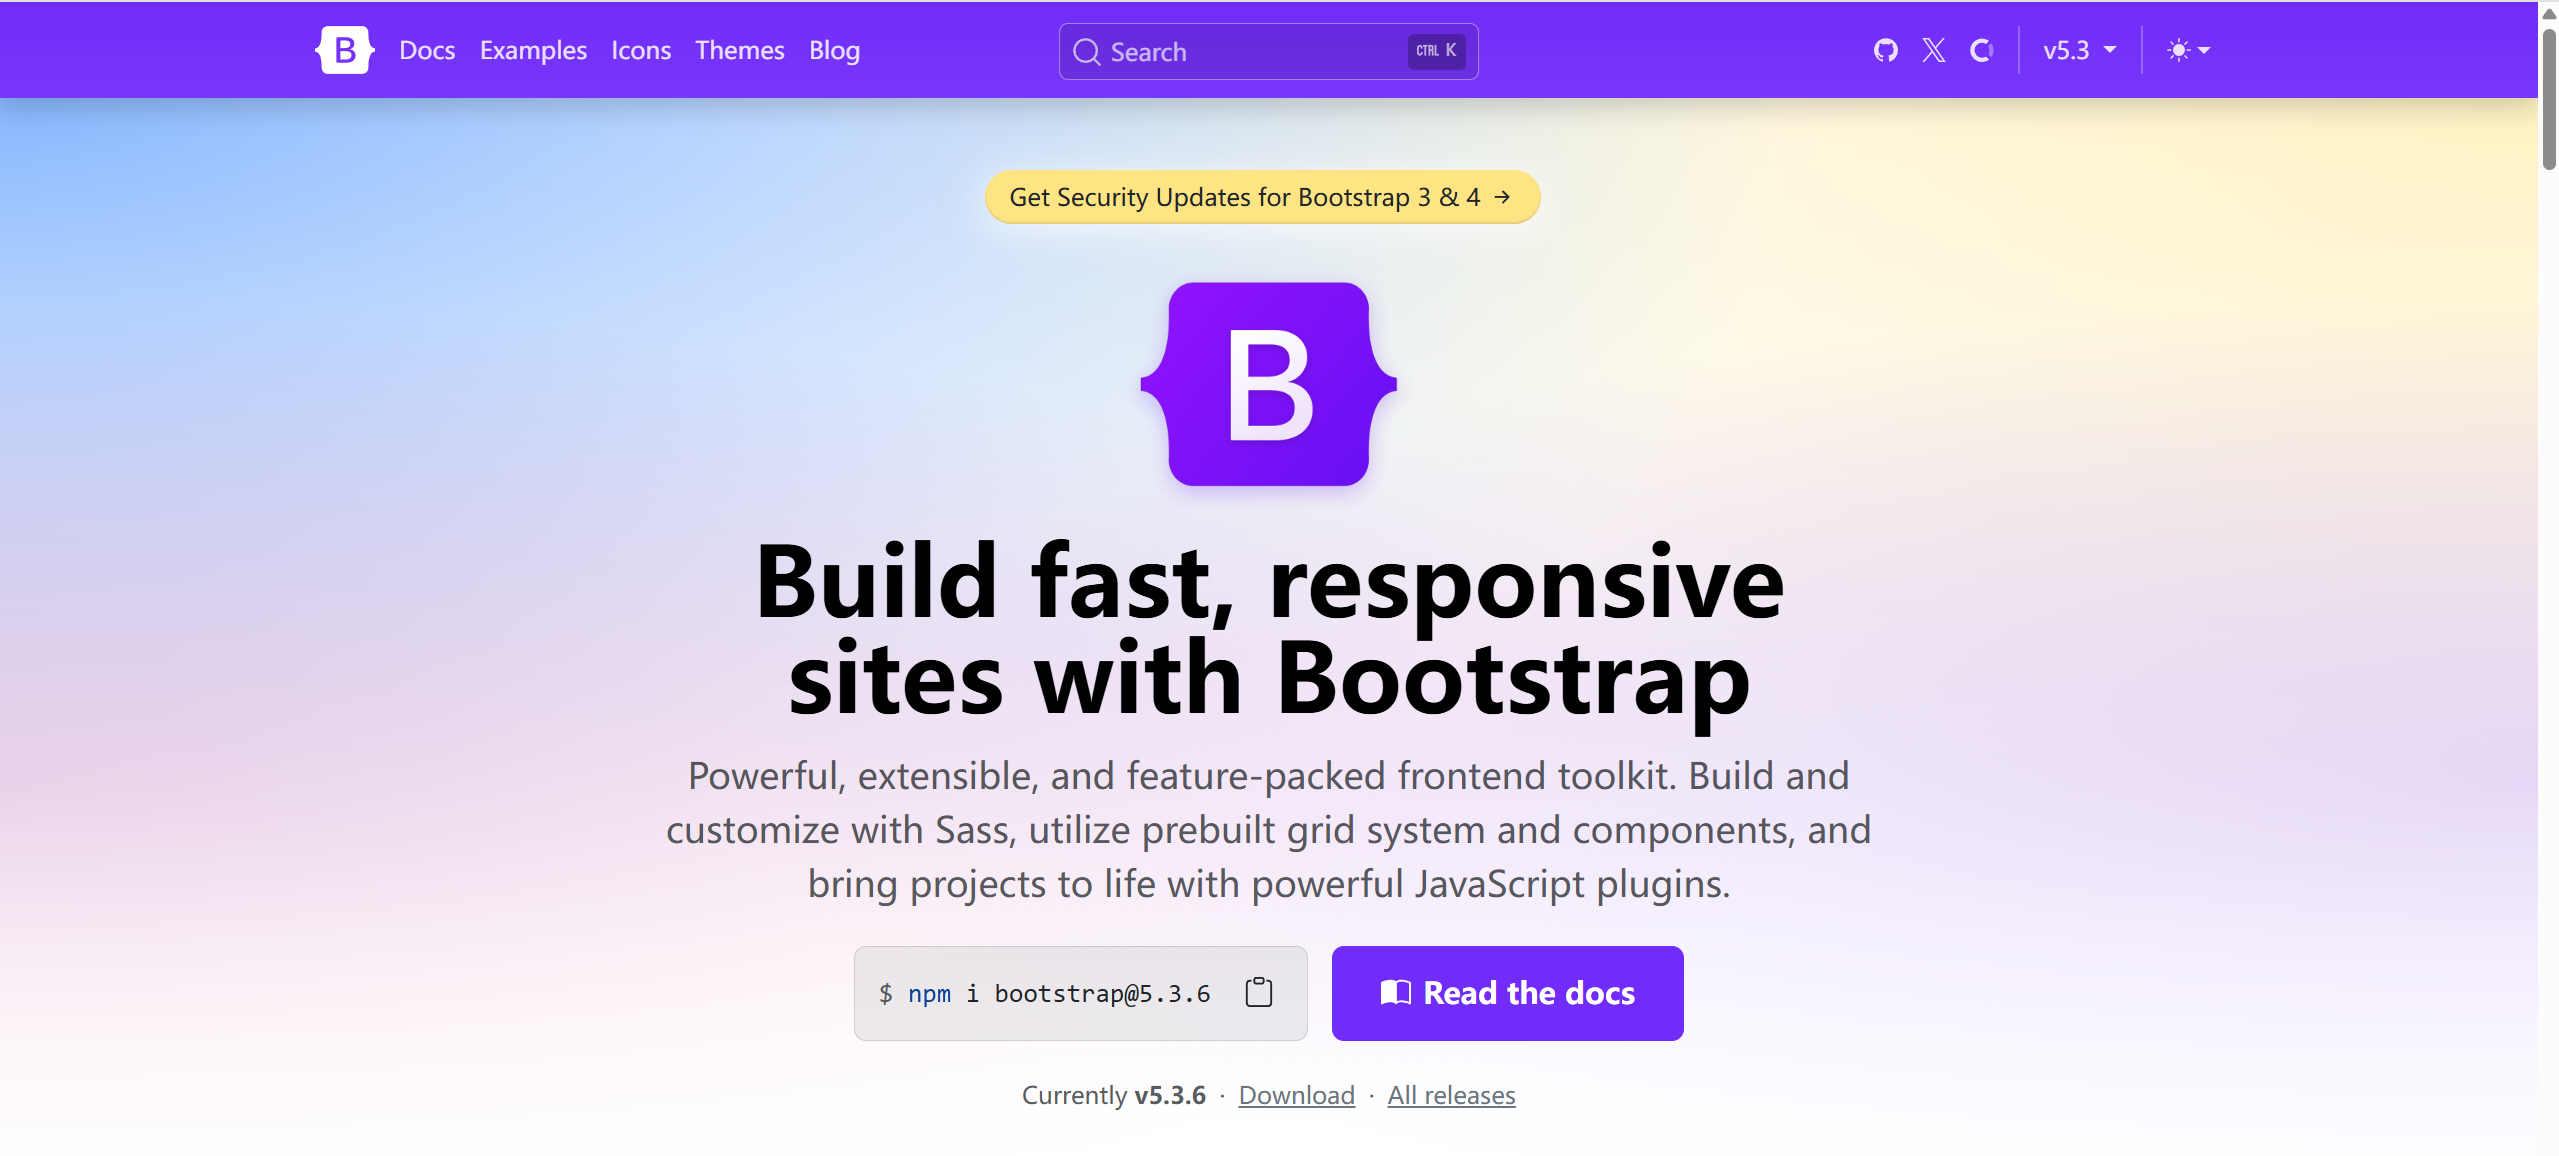 B Docs Examples Icons Themes Blog Search CTRL K v5.3
Get Security Updates for Bootstrap 3 & 4 →
B
Build fast, responsive
sites with Bootstrap
Powerful, extensible, and feature-packed frontend toolkit. Build and
customize with Sass, utilize prebuilt grid system and components, and
bring projects to life with powerful JavaScript plugins.
$ npm i bootstrap@5.3.6 Read the docs
Currently v5.3.6 · Download · All releases